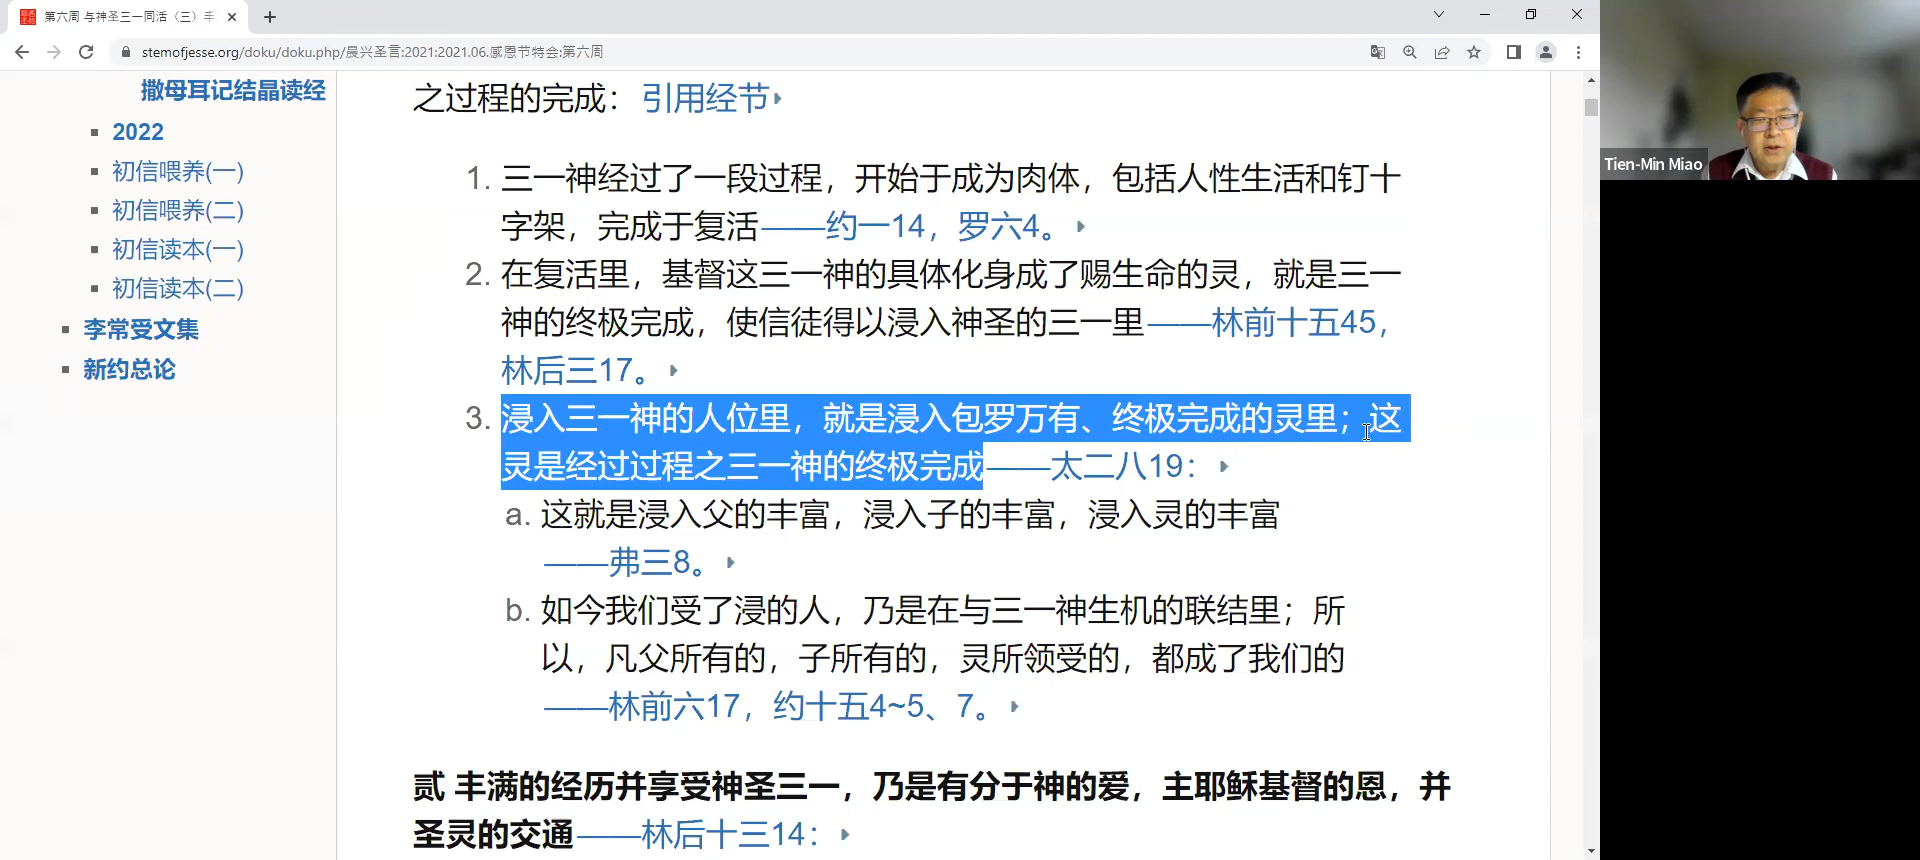 第六周 与神圣三一同活（三）丰
stemofjesse.org/doku/doku.php/晨兴圣言:2021:2021.06.感恩节特会:第六周
撒母耳记结晶读经
2022
初信喂养(一)
初信喂养(二)
初信读本(一)
初信读本(二)
李常受文集
新约总论
之过程的完成： 引用经节
1. 三一神经过了一段过程，开始于成为肉体，包括人性生活和钉十
字架，完成于复活——约一14，罗六4。
2. 在复活里，基督这三一神的具体化身成了赐生命的灵，就是三一
神的终极完成，使信徒得以浸入神圣的三一里——林前十五45，
林后三17。
3. 浸入三一神的人位里，就是浸入包罗万有、终极完成的灵里；这
灵是经过过程之三一神的终极完成——太二八19：
a. 这就是浸入父的丰富，浸入子的丰富，浸入灵的丰富
——弗三8。
b. 如今我们受了浸的人，乃是在与三一神生机的联结里；所
以，凡父所有的，子所有的，灵所领受的，都成了我们的
——林前六17，约十五4~5、7。
贰 丰满的经历并享受神圣三一，乃是有分于神的爱，主耶稣基督的恩，并
圣灵的交通——林后十三14：
Tien-Min Miao